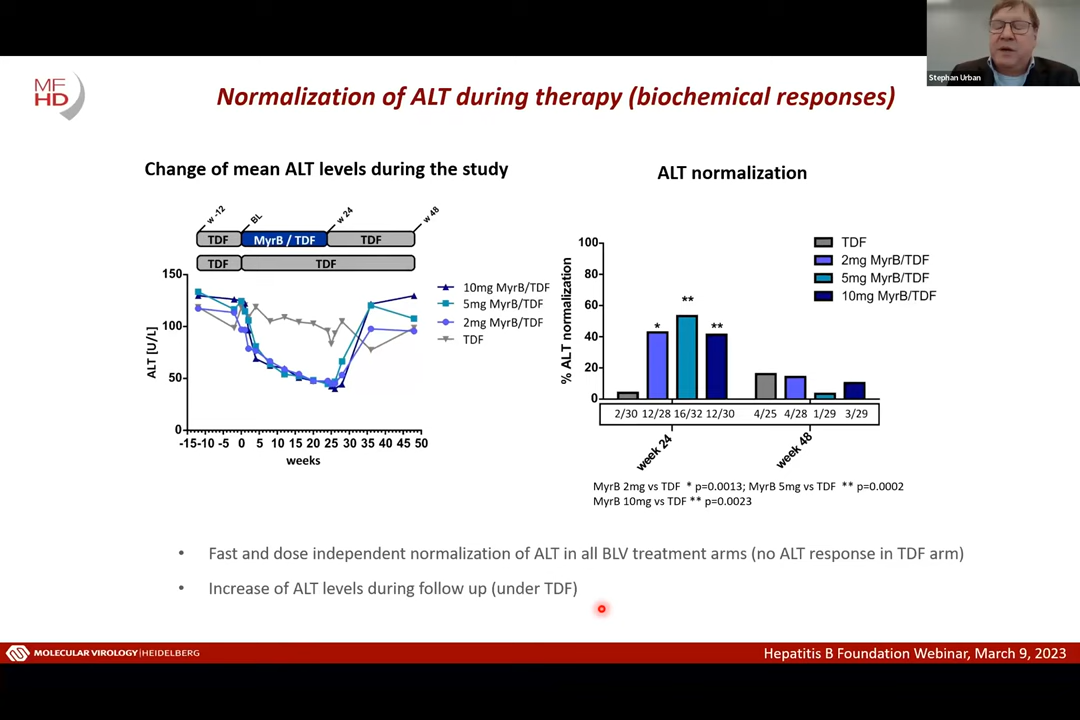 Stephan Urban
MF
HD
Normalization of ALT during therapy (biochemical responses)
Change of mean ALT levels during the study
w -12
BL
w 24
w 48
TDF
MyrB / TDF
TDF
TDF
TDF
150
100
50
0
ALT [U/L]
-15
-10
-5
0
5
10
15
20
25
30
35
40
45
50
weeks
10mg MyrB/TDF
5mg MyrB/TDF
2mg MyrB/TDF
TDF
ALT normalization
100
80
60
40
20
0
% ALT normalization
TDF
2mg MyrB/TDF
5mg MyrB/TDF
10mg MyrB/TDF
*
**
**
2/30 12/28 16/32 12/30 4/25 4/28 1/29 3/29
week 24
week 48
MyrB 2mg vs TDF * p=0.0013; MyrB 5mg vs TDF ** p=0.0002
MyrB 10mg vs TDF ** p=0.0023
• Fast and dose independent normalization of ALT in all BLV treatment arms (no ALT response in TDF arm)
• Increase of ALT levels during follow up (under TDF)
MOLECULAR VIROLOGY|HEIDELBERG
Hepatitis B Foundation Webinar, March 9, 2023